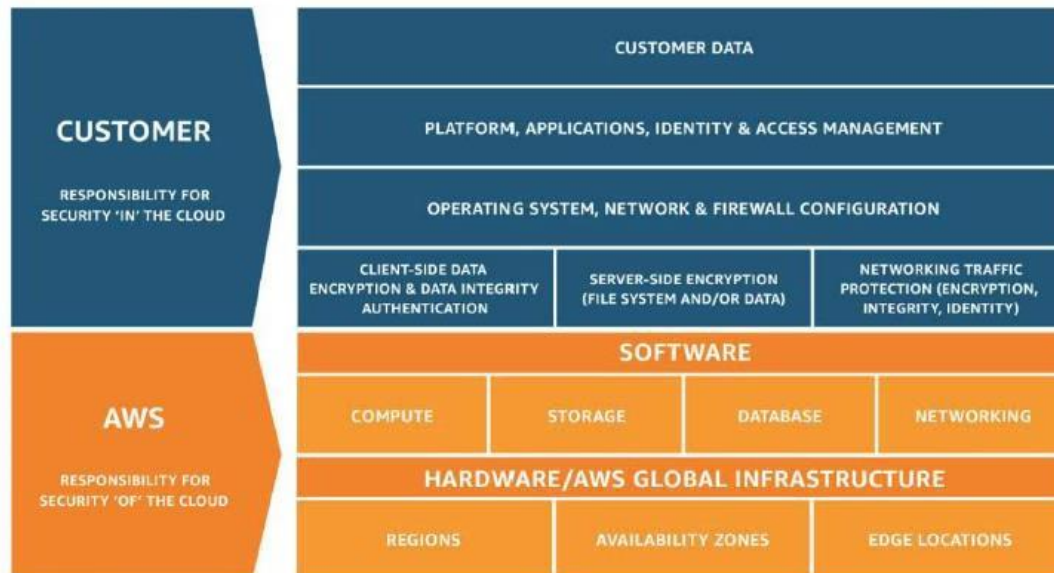 CUSTOMER
RESPONSIBILITY FOR
SECURITY ‘IN’ THE CLOUD
CUSTOMER DATA
PLATFORM, APPLICATIONS, IDENTITY & ACCESS MANAGEMENT
OPERATING SYSTEM, NETWORK & FIREWALL CONFIGURATION
CLIENT-SIDE DATA
ENCRYPTION & DATA INTEGRITY
AUTHENTICATION
SERVER-SIDE ENCRYPTION
(FILE SYSTEM AND/OR DATA)
NETWORKING TRAFFIC
PROTECTION (ENCRYPTION,
INTEGRITY, IDENTITY)
AWS
RESPONSIBILITY FOR
SECURITY ‘OF’ THE CLOUD
SOFTWARE
COMPUTE
STORAGE
DATABASE
NETWORKING
HARDWARE/AWS GLOBAL INFRASTRUCTURE
REGIONS
AVAILABILITY ZONES
EDGE LOCATIONS